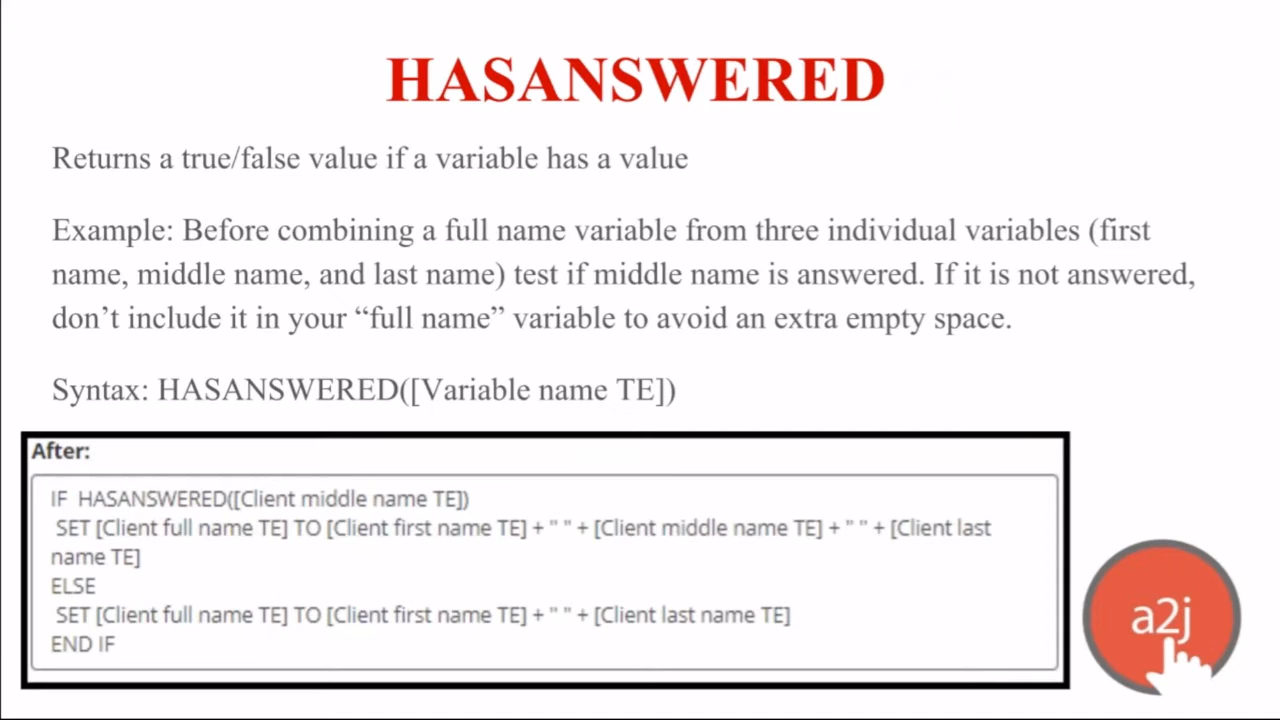 HASANSWERED
Returns a true/false value if a variable has a value
Example: Before combining a full name variable from three individual variables (first
name, middle name, and last name) test if middle name is answered. If it is not answered,
don’t include it in your “full name” variable to avoid an extra empty space.
Syntax: HASANSWERED([Variable name TE])
After:
IF  HASANSWERED([Client middle name TE])
SET [Client full name TE] TO [Client first name TE] + " " + [Client middle name TE] + " " + [Client last
name TE]
ELSE
SET [Client full name TE] TO [Client first name TE] + " " + [Client last name TE]
END IF
a2j